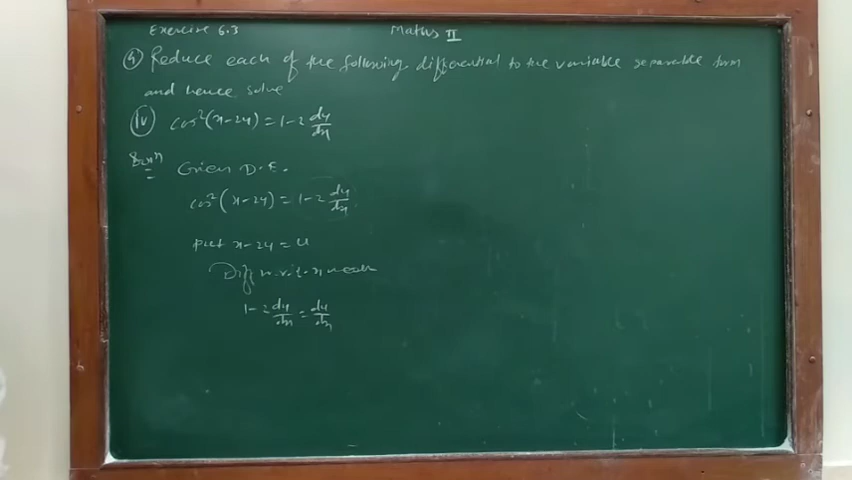 Exercise 6.3
Maths II
4) Reduce each of the following differential to the variable separable form
and hence solve
iv) cos²(x-2y) = 1-2 dy/dx
Solⁿ Given D.E.
cos²(x-2y) = 1-2 dy/dx
put x-2y = u
Diff w.r.t. x we get
1-2 dy/dx = du/dx